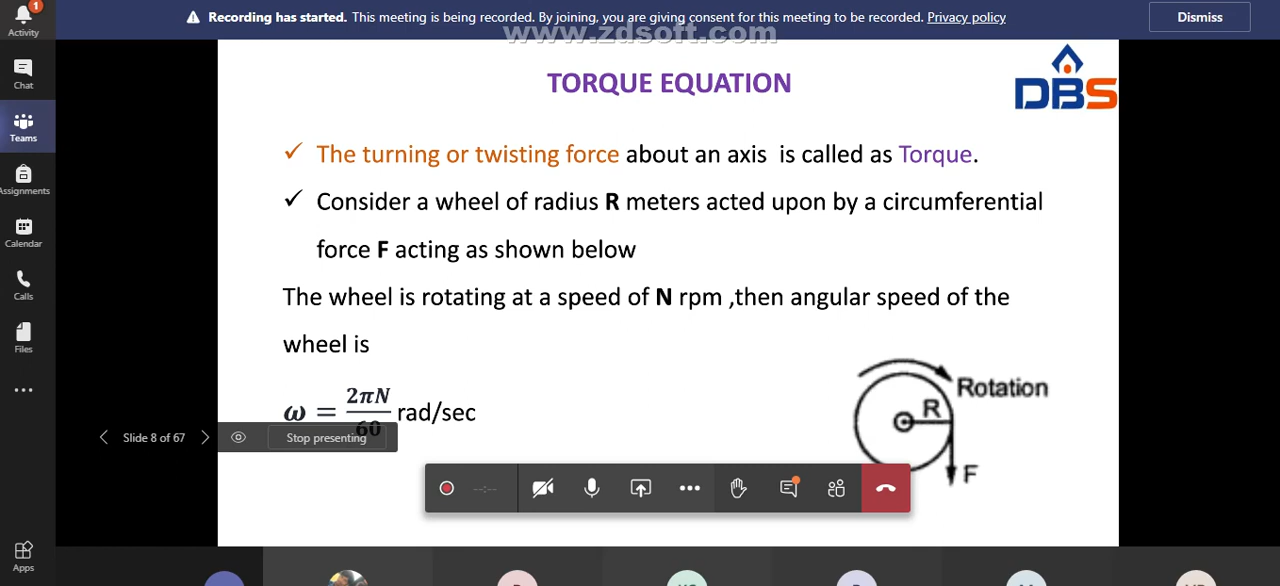 1
Activity
Recording has started. This meeting is being recorded. By joining, you are giving consent for this meeting to be recorded. Privacy policy
Dismiss
www.zdsoft.com
Chat
Teams
Assignments
Calendar
Calls
Files
Apps
TORQUE EQUATION
DBS
✓ The turning or twisting force about an axis is called as Torque.
✓ Consider a wheel of radius R meters acted upon by a circumferential
force F acting as shown below
The wheel is rotating at a speed of N rpm ,then angular speed of the
wheel is
ω = 2πN/60 rad/sec
Rotation
R
F
Slide 8 of 67
Stop presenting
--:--